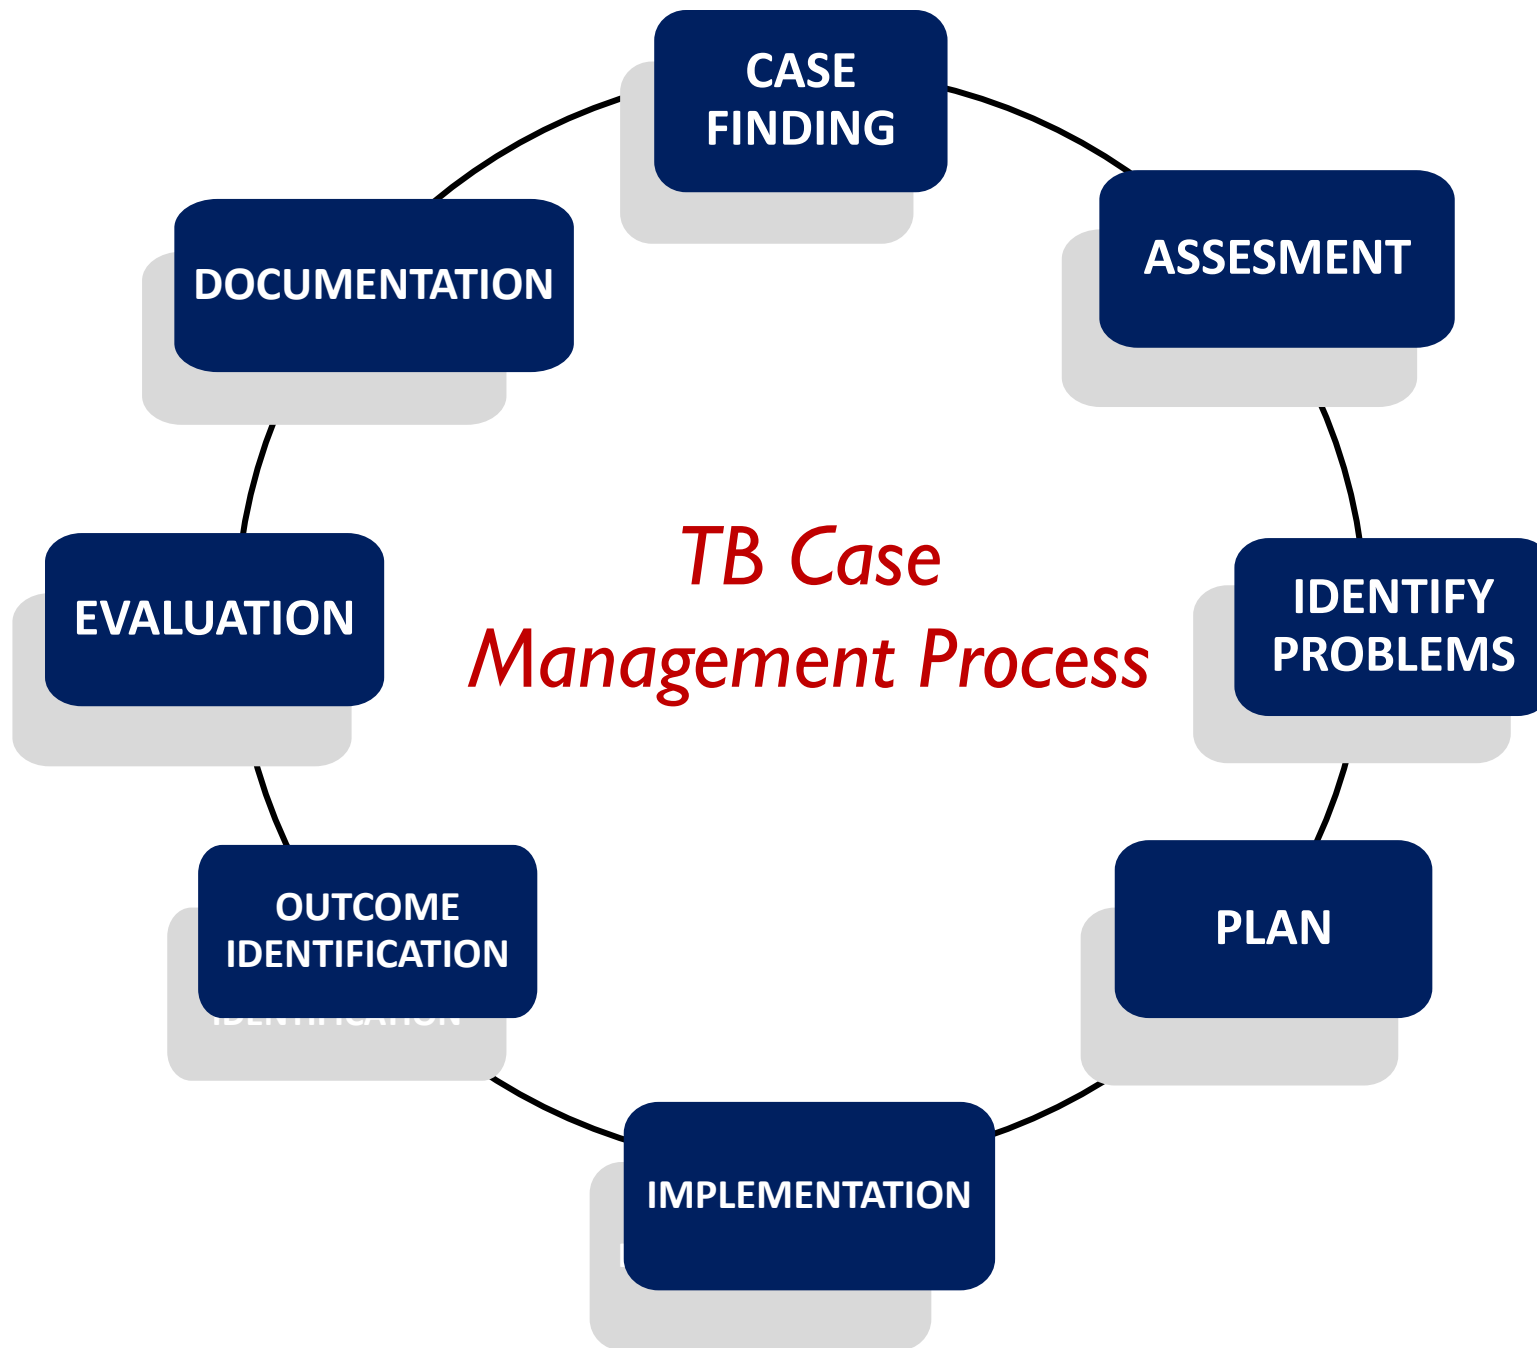 CASE
FINDING
ASSESMENT
IDENTIFY
PROBLEMS
PLAN
IMPLEMENTATION
OUTCOME
IDENTIFICATION
EVALUATION
DOCUMENTATION
TB Case
Management Process